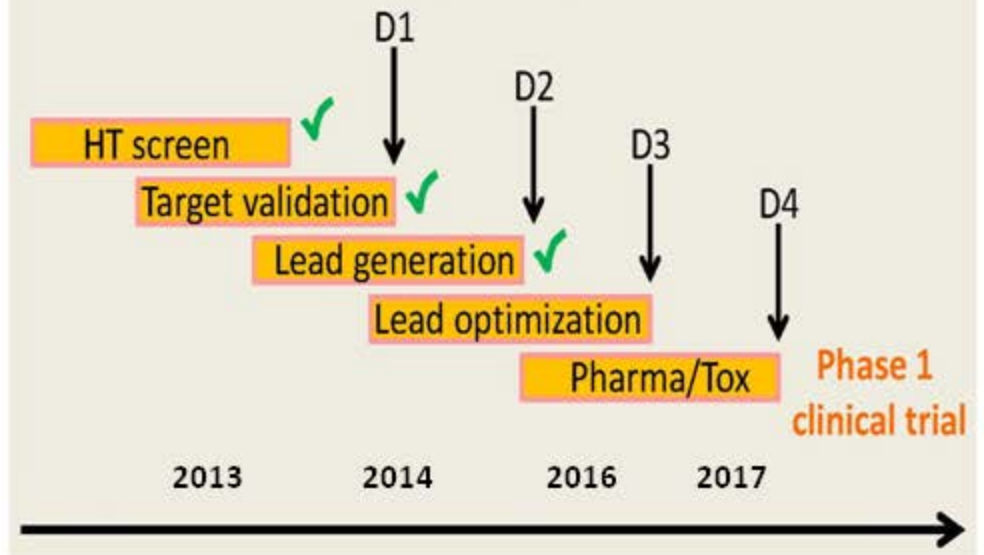 D1
D2
HT screen
D3
Target validation
D4
Lead generation
Lead optimization
Pharma/Tox
Phase 1
clinical trial
2013 2014 2016 2017